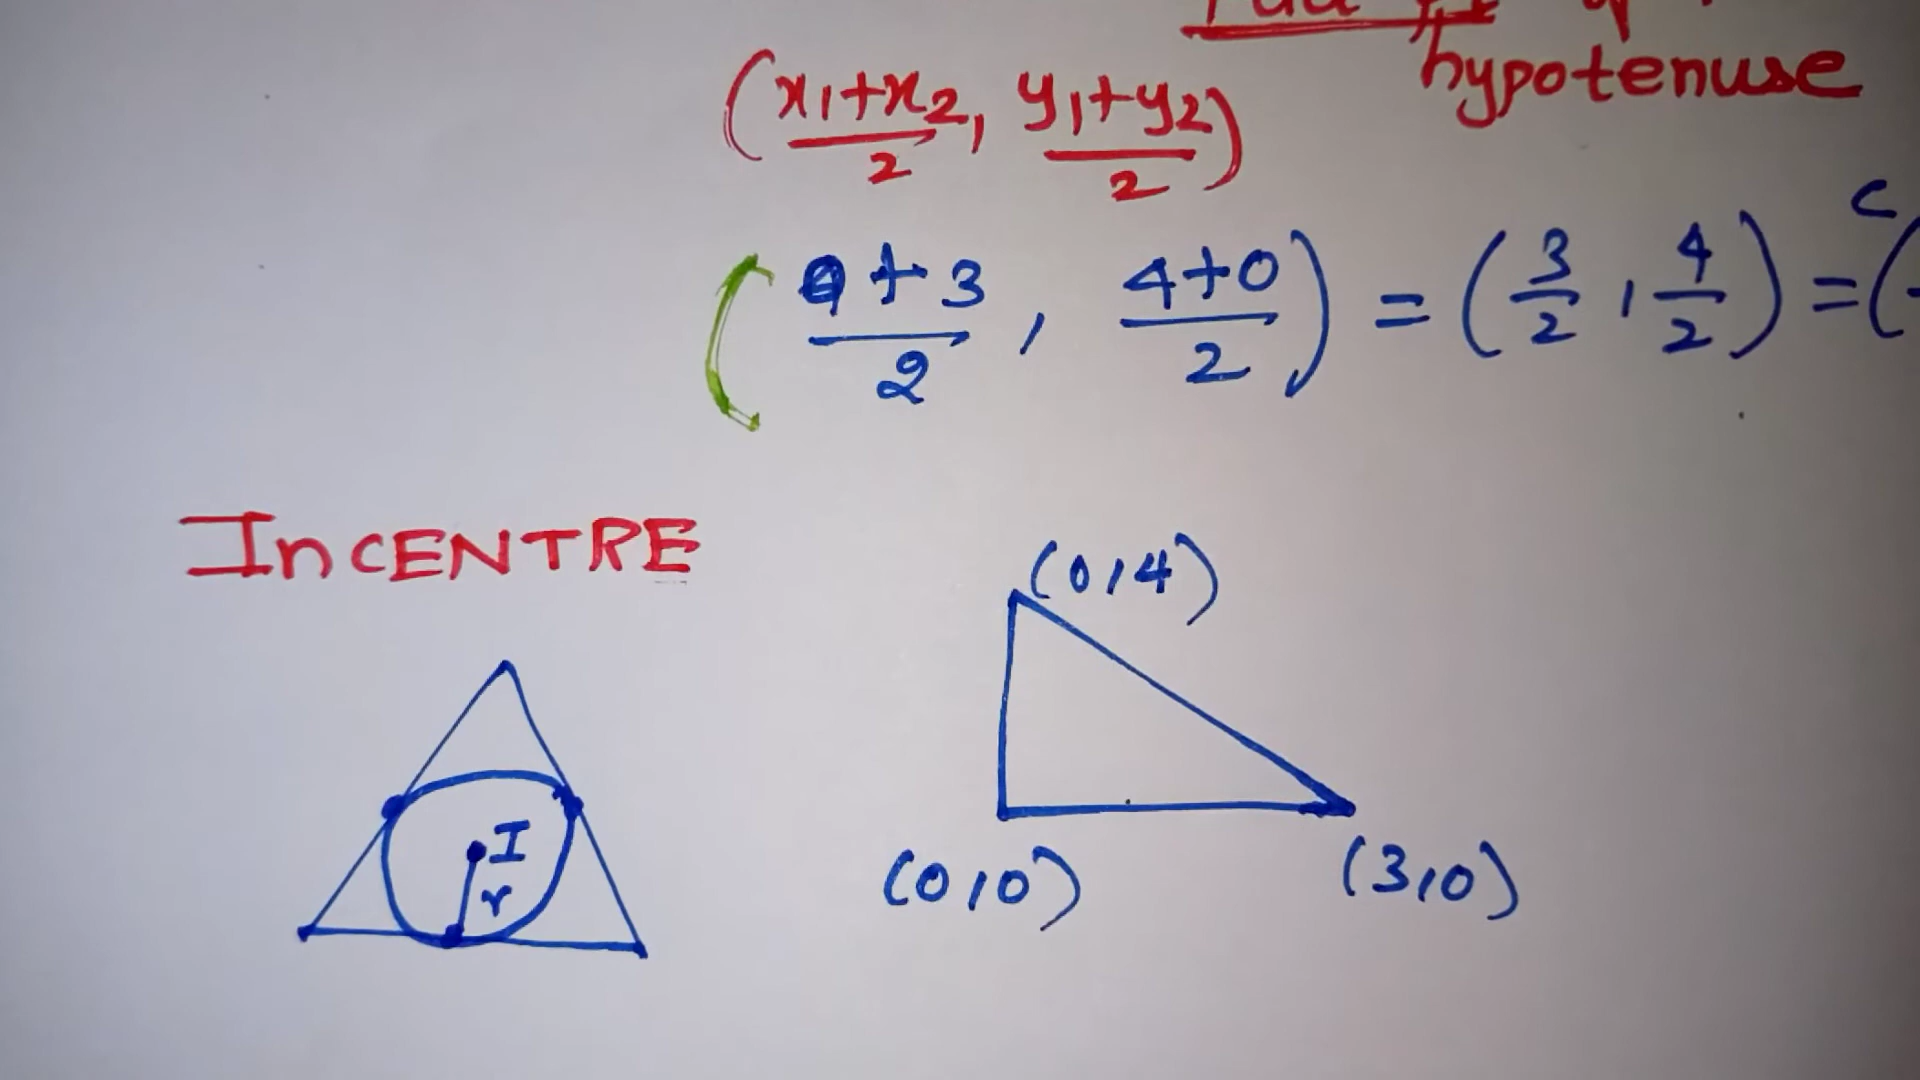 hypotenuse
(x1+x2/2, y1+y2/2)
(0+3/2, 4+0/2) = (3/2, 4/2) = (
C
InCENTRE
(0,4)
I
r
(0,0)
(3,0)